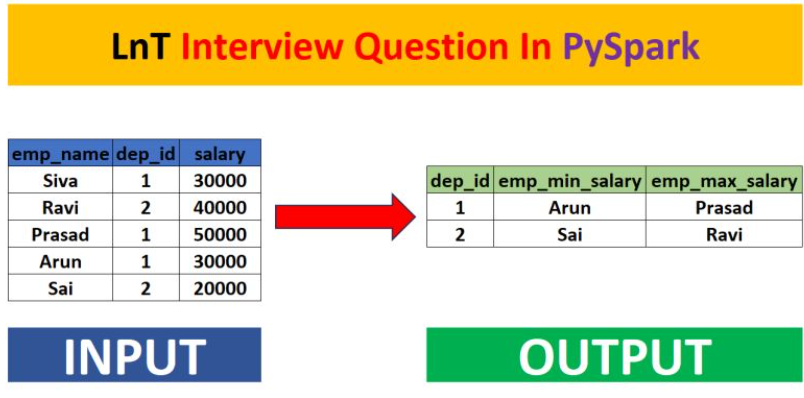 LnT Interview Question In PySpark
emp_name dep_id salary
Siva 1 30000
Ravi 2 40000
Prasad 1 50000
Arun 1 30000
Sai 2 20000
dep_id emp_min_salary emp_max_salary
1 Arun Prasad
2 Sai Ravi
INPUT
OUTPUT